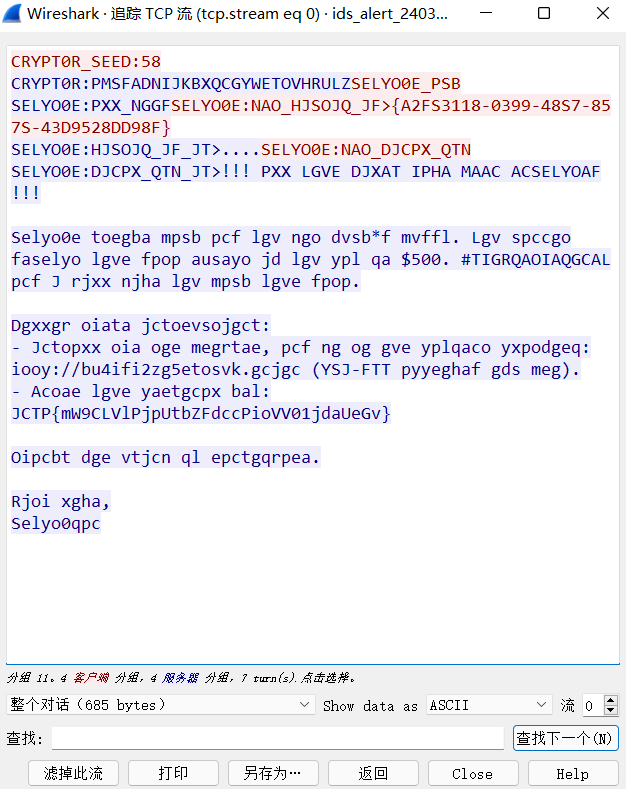 Wireshark · 追踪 TCP 流 (tcp.stream eq 0) · ids_alert_2403...
CRYPT0R_SEED:58
CRYPT0R:PMSFADNIJKBXQCGYWETOVHRULZSELYO0E_PSB
SELYO0E:PXX_NGGFSELYO0E:NAO_HJSOJQ_JF>{A2FS3118-0399-48S7-85
7S-43D9528DD98F}
SELYO0E:HJSOJQ_JF_JT>....SELYO0E:NAO_DJCPX_QTN
SELYO0E:DJCPX_QTN_JT>!!! PXX LGVE DJXAT IPHA MAAC ACSELYOAF
!!!
Selyo0e toegba mpsb pcf lgv ngo dvsb*f mvffl. Lgv spccgo
faselyo lgve fpop ausayo jd lgv ypl qa $500. #TIGRQAOIAQGCAL
pcf J rjxx njha lgv mpsb lgve fpop.
Dgxxgr oiata jctoevsojgct:
- Jctopxx oia oge megrtae, pcf ng og gve yplqaco yxpodgeq:
iooy://bu4ifi2zg5etosvk.gcjgc (YSJ-FTT pyyeghaf gds meg).
- Acoae lgve yaetgcpx bal:
JCTP{mW9CLVlPjpUtbZFdccPioVV01jdaUeGv}
Oipcbt dge vtjcn ql epctgqrpea.
Rjoi xgha,
Selyo0qpc
分组 11。4 客户端 分组，4 服务器 分组，7 turn(s).点击选择。
整个对话 (685 bytes) Show data as ASCII 流 0
查找: 查找下一个(N)
滤掉此流 打印 另存为… 返回 Close Help